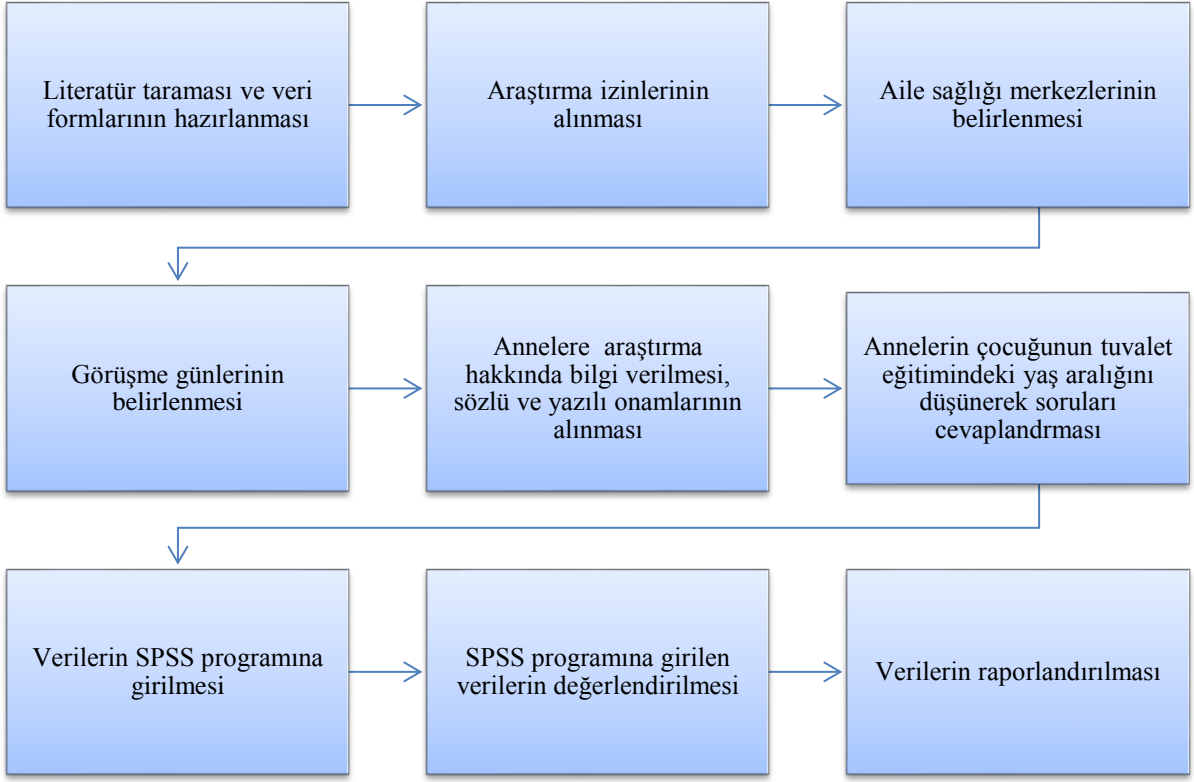 Literatür taraması ve veri
formlarının hazırlanması
Araştırma izinlerinin
alınması
Aile sağlığı merkezlerinin
belirlenmesi
Görüşme günlerinin
belirlenmesi
Annelere araştırma
hakkında bilgi verilmesi,
sözlü ve yazılı onamlarının
alınması
Annelerin çocuğunun tuvalet
eğitimindeki yaş aralığını
düşünerek soruları
cevaplandrması
Verilerin SPSS programına
girilmesi
SPSS programına girilen
verilerin değerlendirilmesi
Verilerin raporlandırılması